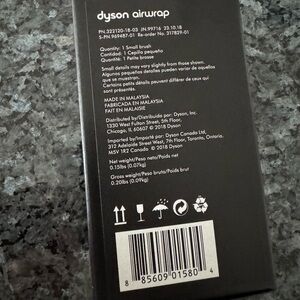 dyson airwrap
PN.322120-18-03 JN.99716 23.10.18
S-PN.969487-01 Re-order No. 317829-01
Quantity: 1 Small brush
Cantidad: 1 Cepillo pequeño
Quantité: 1 Petite brosse
Small details may vary slightly from those shown.
Algunos pequeños detalles pueden variar de aquellos
que se muestran.
Certains petits détails peuvent différer de ceux qui
sont présentés.
MADE IN MALAYSIA
FABRICADA EN MALAYSIA
FAIT EN MALAISIE
Distributed by/Distribuido por: Dyson, Inc.
1330 West Fulton Street, 5th Floor,
Chicago, IL 60607 © 2018 Dyson
Imported by/Importé par: Dyson Canada Ltd,
312 Adelaide Street West, 7th Floor, Toronto, Ontario,
M5V 1R2 Canada. © 2018 Dyson
Net weight/Peso neto/Poids net
0.15lbs (0.07kg)
Gross weight/Peso bruto/Poids brut
0.20lbs (0.09kg)
8 85609 01580 4